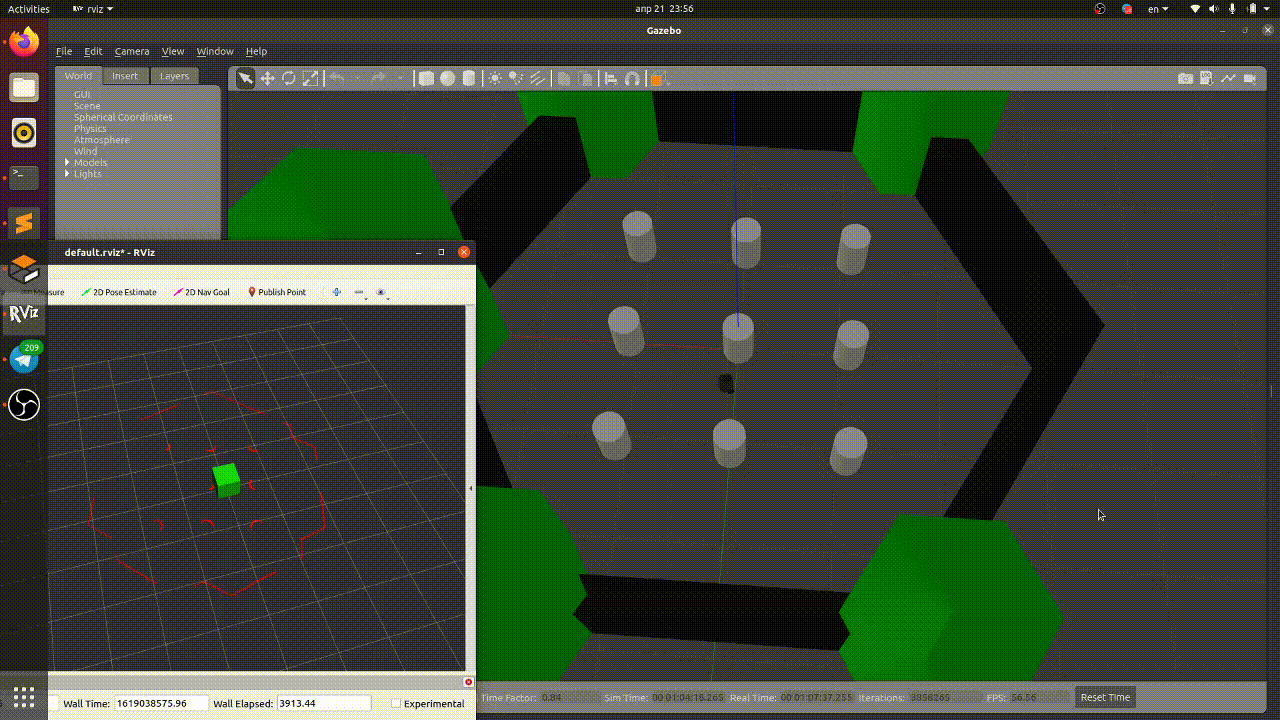 Activities
rviz
апр 21 23:56
en
Gazebo
File Edit Camera View Window Help
World Insert Layers
GUI
Scene
Spherical Coordinates
Physics
Atmosphere
Wind
Models
Lights
default.rviz* - RViz
2D Pose Estimate 2D Nav Goal Publish Point
RViz
209
Time Factor: 0.84 Sim Time: 00 01:04:16.265 Real Time: 00 01:07:37.255 Iterations: 3856265 FPS: 56.56 Reset Time
Wall Time: 1619038575.96 Wall Elapsed: 3913.44 Experimental